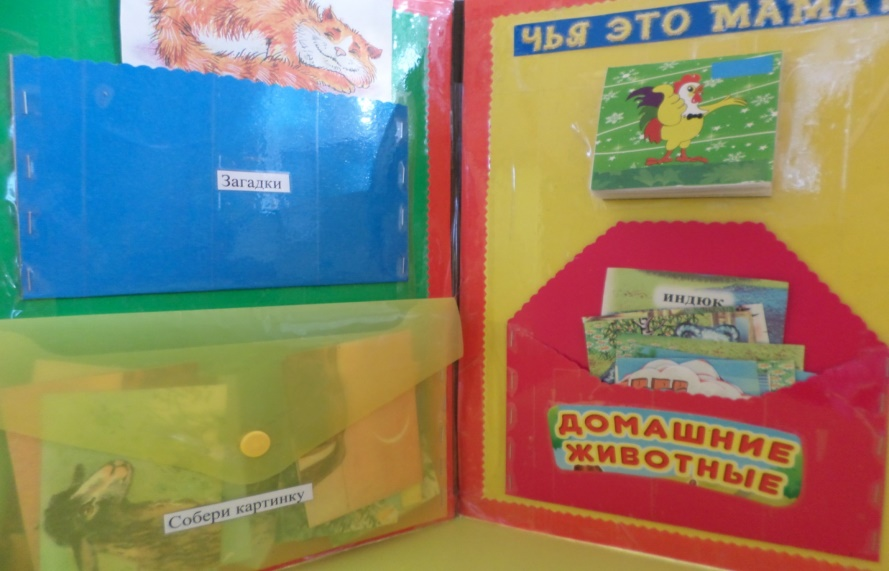 Загадки
Собери картинку
ЧЬЯ ЭТО МАМА
индюк
ДОМАШНИЕ
ЖИВОТНЫЕ